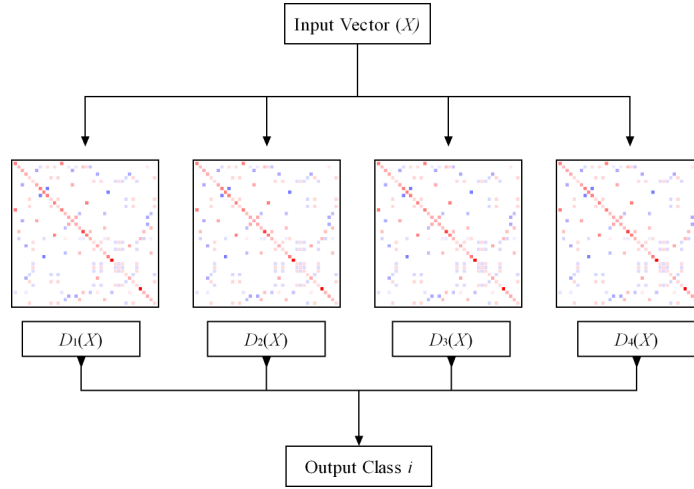 Input Vector (X)
D₁(X)
D₂(X)
D₃(X)
D₄(X)
Output Class i